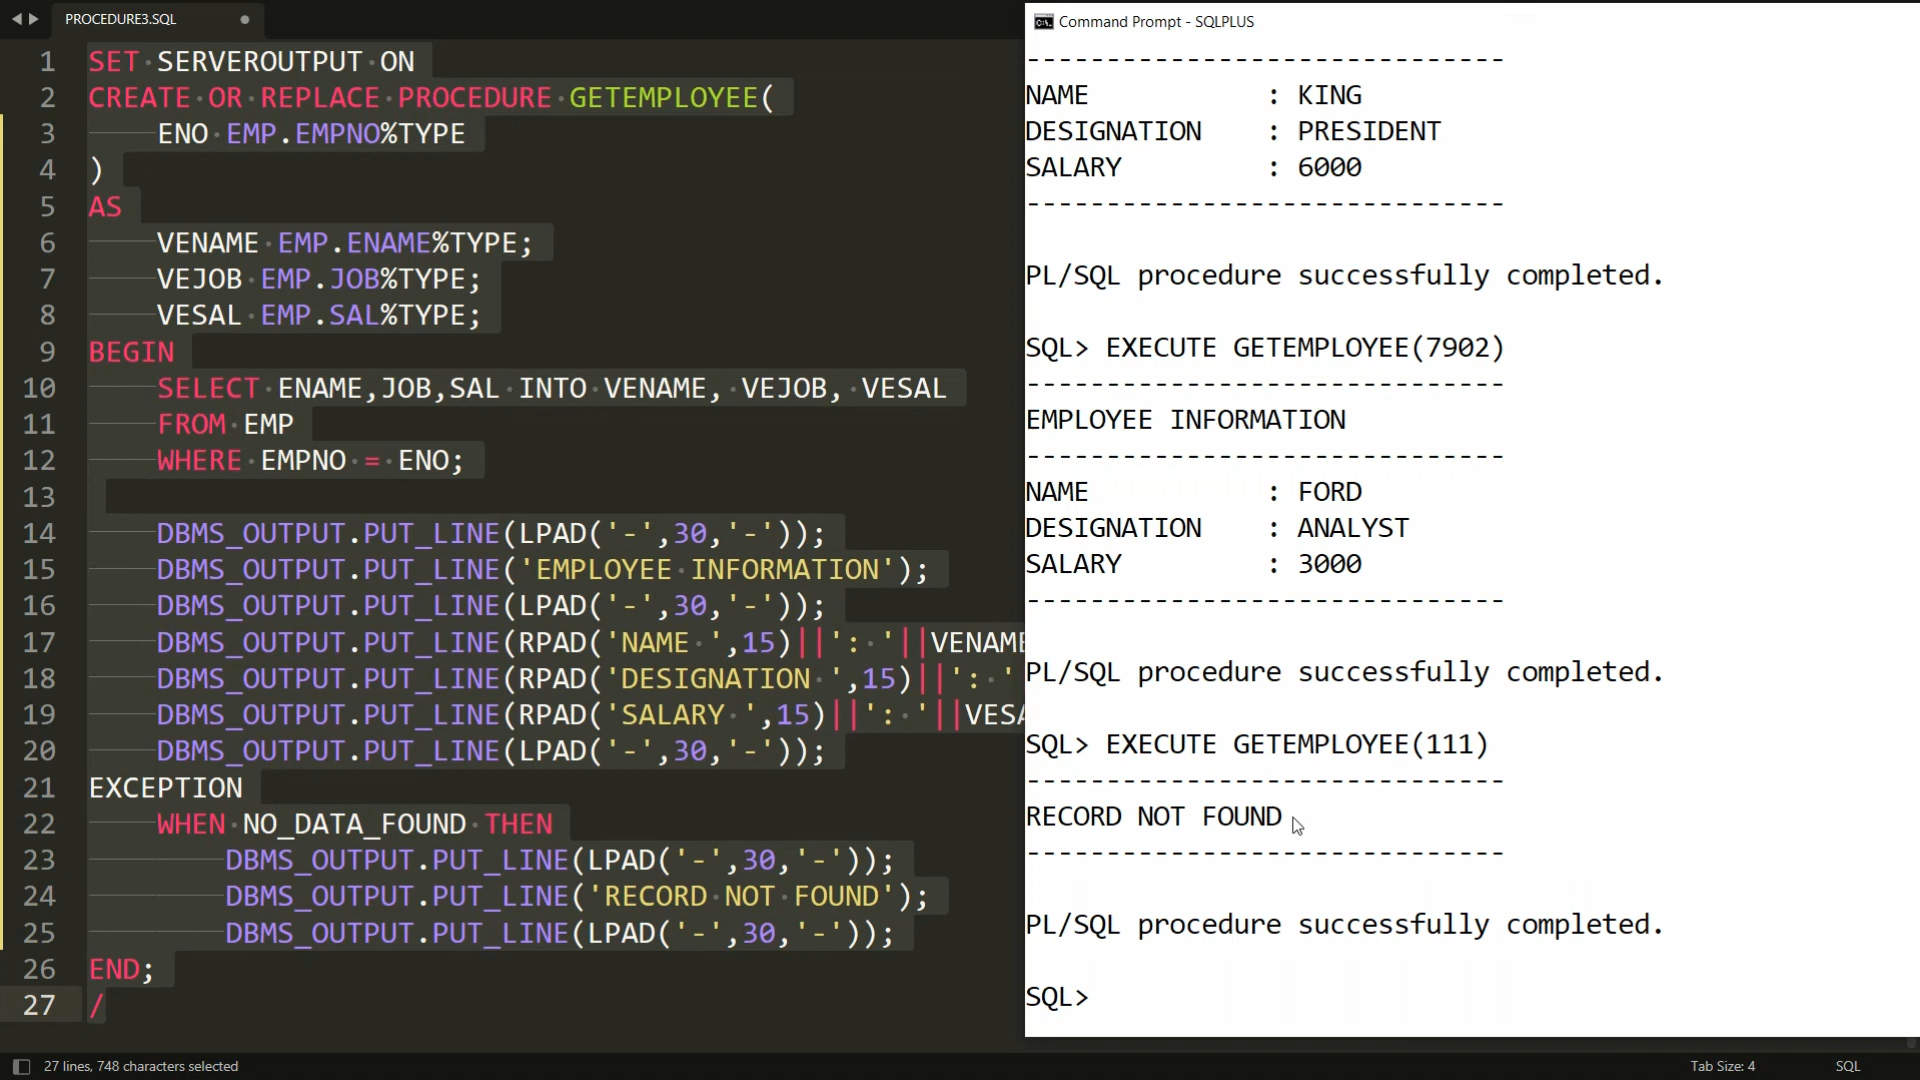 PROCEDURE3.SQL
1 SET SERVEROUTPUT ON
2 CREATE OR REPLACE PROCEDURE GETEMPLOYEE(
3 ENO EMP.EMPNO%TYPE
4 )
5 AS
6 VENAME EMP.ENAME%TYPE;
7 VEJOB EMP.JOB%TYPE;
8 VESAL EMP.SAL%TYPE;
9 BEGIN
10 SELECT ENAME,JOB,SAL INTO VENAME, VEJOB, VESAL
11 FROM EMP
12 WHERE EMPNO = ENO;
13
14 DBMS_OUTPUT.PUT_LINE(LPAD('-',30,'-'));
15 DBMS_OUTPUT.PUT_LINE('EMPLOYEE INFORMATION');
16 DBMS_OUTPUT.PUT_LINE(LPAD('-',30,'-'));
17 DBMS_OUTPUT.PUT_LINE(RPAD('NAME ',15)||': '||VENAME
18 DBMS_OUTPUT.PUT_LINE(RPAD('DESIGNATION ',15)||': '
19 DBMS_OUTPUT.PUT_LINE(RPAD('SALARY ',15)||': '||VESA
20 DBMS_OUTPUT.PUT_LINE(LPAD('-',30,'-'));
21 EXCEPTION
22 WHEN NO_DATA_FOUND THEN
23 DBMS_OUTPUT.PUT_LINE(LPAD('-',30,'-'));
24 DBMS_OUTPUT.PUT_LINE('RECORD NOT FOUND');
25 DBMS_OUTPUT.PUT_LINE(LPAD('-',30,'-'));
26 END;
27 /
27 lines, 748 characters selected
Command Prompt - SQLPLUS
------------------------------
NAME : KING
DESIGNATION : PRESIDENT
SALARY : 6000
------------------------------
PL/SQL procedure successfully completed.
SQL> EXECUTE GETEMPLOYEE(7902)
------------------------------
EMPLOYEE INFORMATION
------------------------------
NAME : FORD
DESIGNATION : ANALYST
SALARY : 3000
------------------------------
PL/SQL procedure successfully completed.
SQL> EXECUTE GETEMPLOYEE(111)
------------------------------
RECORD NOT FOUND
------------------------------
PL/SQL procedure successfully completed.
SQL>
Tab Size: 4
SQL